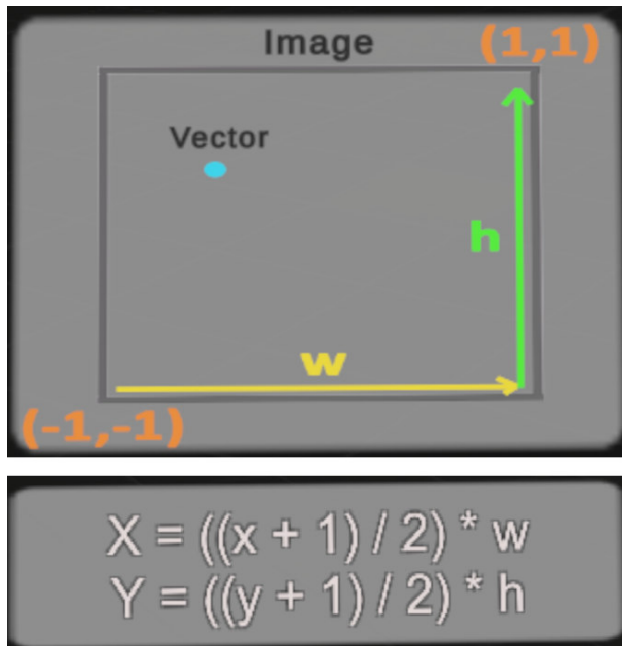 Image
(1,1)
Vector
h
w
(-1,-1)
X = ((x + 1) / 2) * w
Y = ((y + 1) / 2) * h